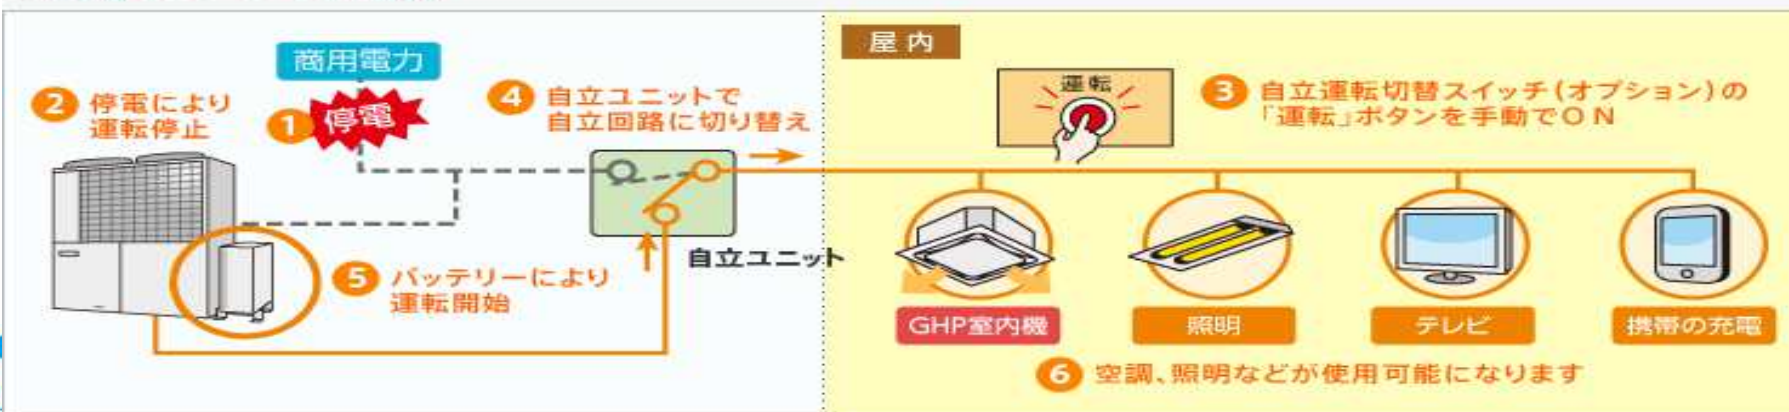 商用電力
1 停電
2 停電により
運転停止
屋内
運転
3 自立運転切替スイッチ(オプション)の
「運転」ボタンを手動でON
4 自立ユニットで
自立回路に切り替え
自立ユニット
5 バッテリーにより
運転開始
GHP室内機
照明
テレビ
携帯の充電
6 空調、照明などが使用可能になります